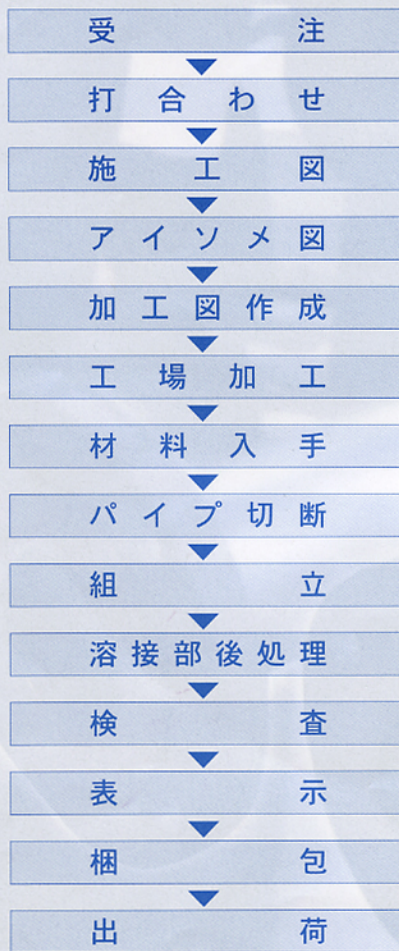 受注
打合わせ
施工図
アイソメ図
加工図作成
工場加工
材料入手
パイプ切断
組立
溶接部後処理
検査
表示
梱包
出荷